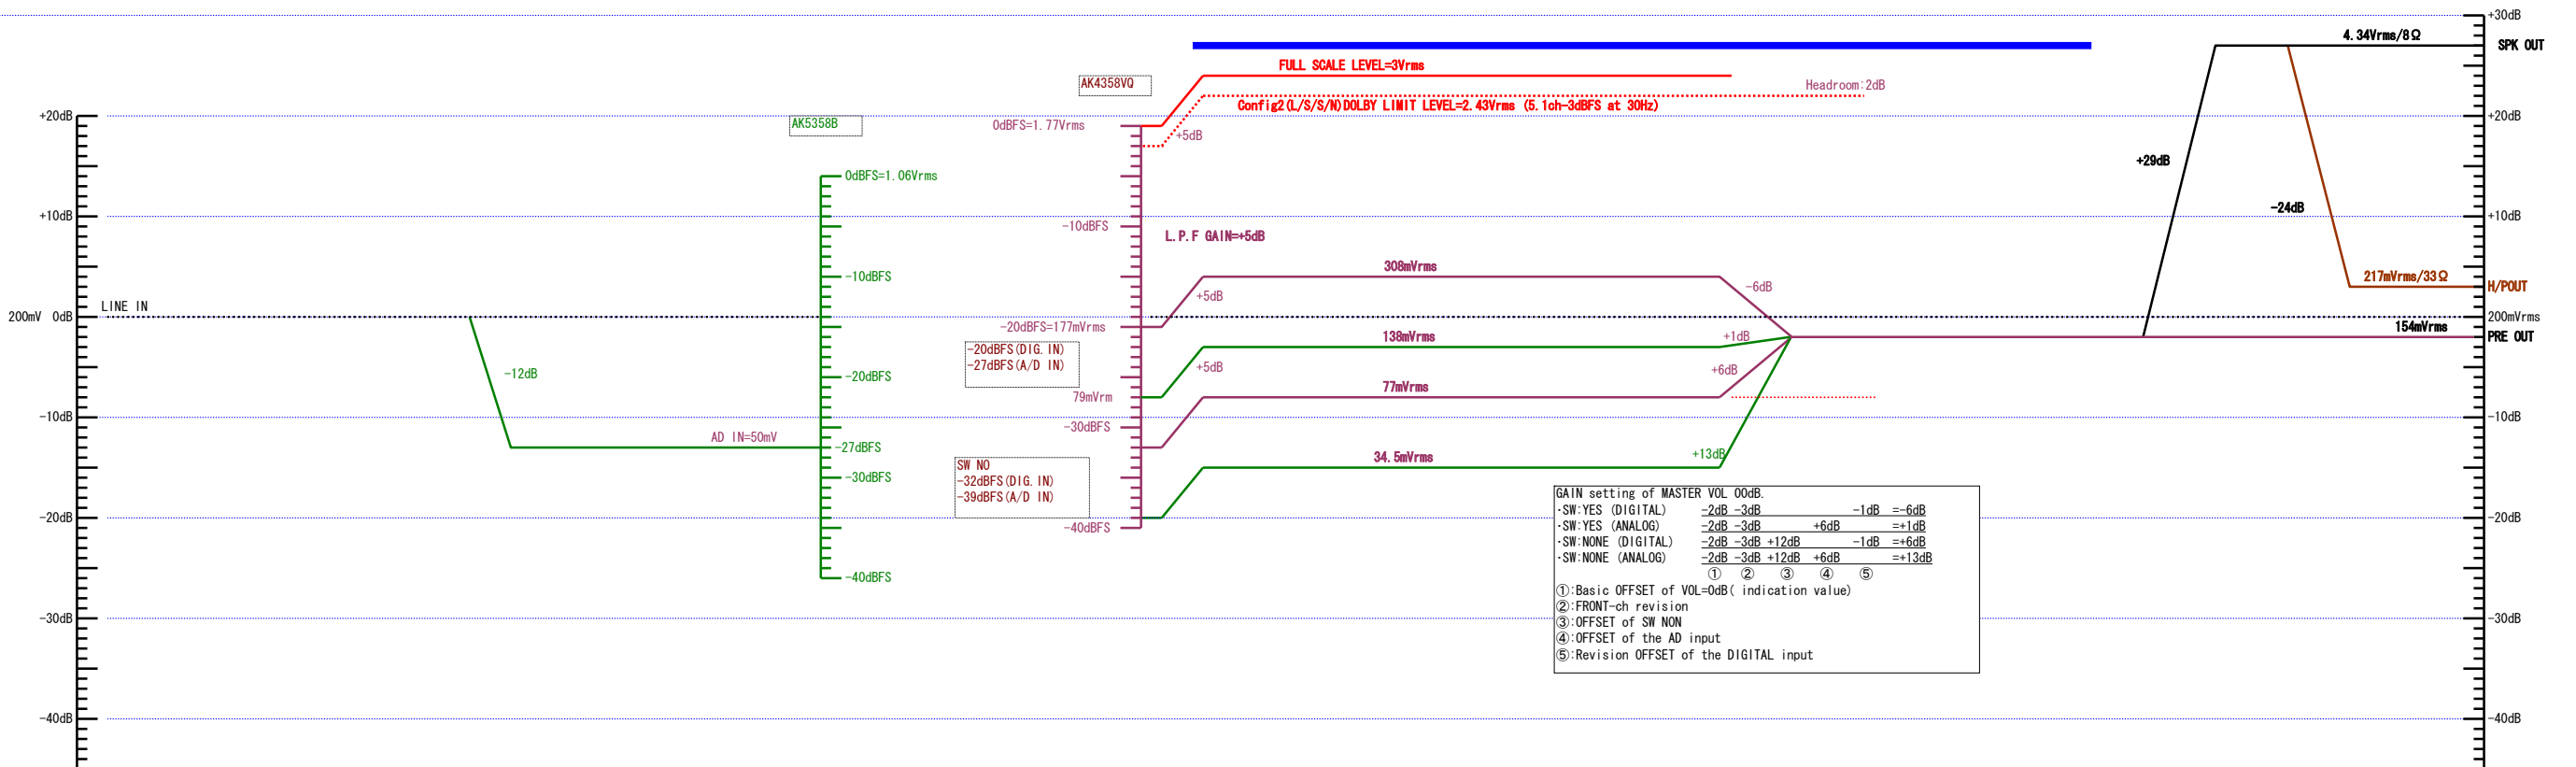 +30dB
4.34Vrms/8Ω
SPK OUT
FULL SCALE LEVEL=3Vrms
AK4358VQ
Headroom:2dB
Config2(L/S/S/N)DOLBY LIMIT LEVEL=2.43Vrms (5.1ch-3dBFS at 30Hz)
+20dB
AK5358B
0dBFS=1.77Vrms
+5dB
+20dB
+29dB
0dBFS=1.06Vrms
-24dB
+10dB
-10dBFS
L.P.F GAIN=+5dB
+10dB
-10dBFS
308mVrms
-6dB
217mVrms/33Ω
H/POUT
LINE IN
+5dB
200mV 0dB
-20dBFS=177mVrms
200mVrms
154mVrms
138mVrms
+1dB
PRE OUT
-20dBFS(DIG.IN)
-27dBFS(A/D IN)
+5dB
+6dB
-12dB
-20dBFS
77mVrms
79mVrm
-10dB
-30dBFS
-10dB
AD IN=50mV
-27dBFS
+13dB
34.5mVrms
SW NO
-32dBFS(DIG.IN)
-39dBFS(A/D IN)
-30dBFS
-20dB
-40dBFS
-20dB
GAIN setting of MASTER VOL 00dB.
·SW:YES (DIGITAL) -2dB -3dB -1dB =-6dB
·SW:YES (ANALOG) -2dB -3dB +6dB =+1dB
·SW:NONE (DIGITAL) -2dB -3dB +12dB -1dB =+6dB
·SW:NONE (ANALOG) -2dB -3dB +12dB +6dB =+13dB
① ② ③ ④ ⑤
①:Basic OFFSET of VOL=0dB( indication value)
②:FRONT-ch revision
③:OFFSET of SW NON
④:OFFSET of the AD input
⑤:Revision OFFSET of the DIGITAL input
-40dBFS
-30dB
-30dB
-40dB
-40dB